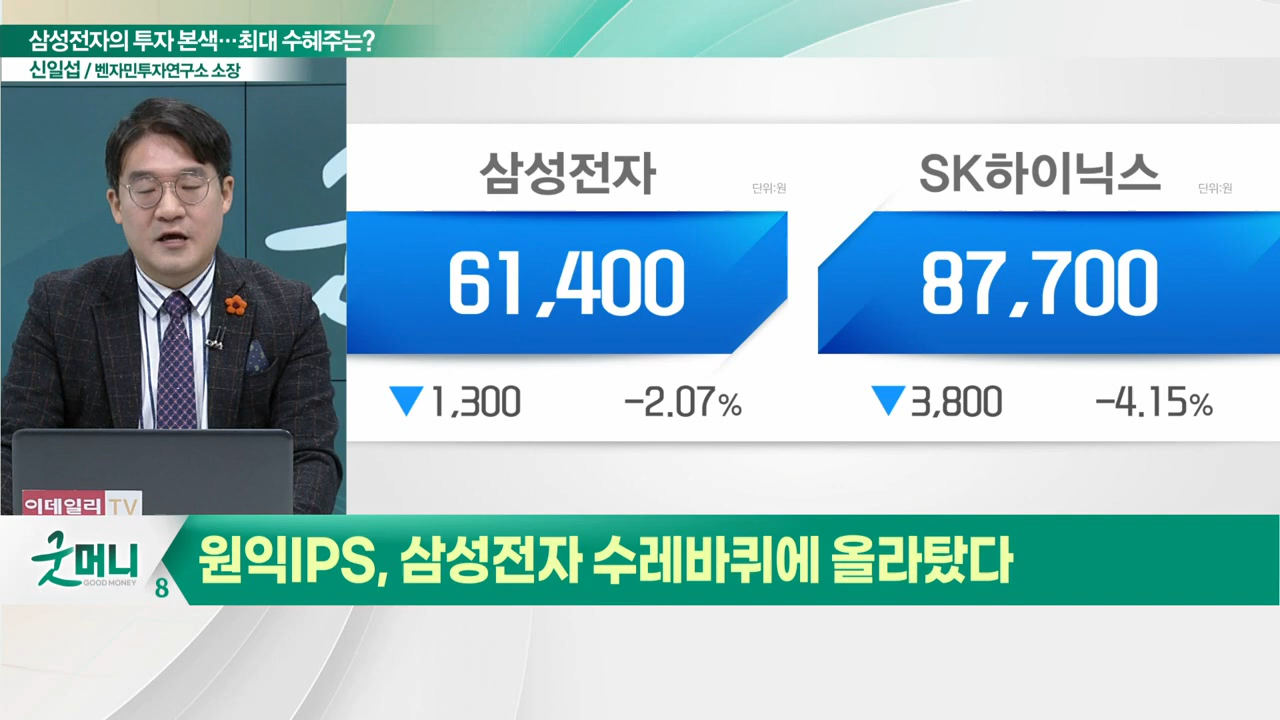 삼성전자의 투자 본색…최대 수혜주는?
신일섭 / 벤자민투자연구소 소장
삼성전자
단위:원
61,400
▼1,300 -2.07%
SK하이닉스
단위:원
87,700
▼3,800 -4.15%
이데일리TV
굿머니
GOOD MONEY
8
원익IPS, 삼성전자 수레바퀴에 올라탔다